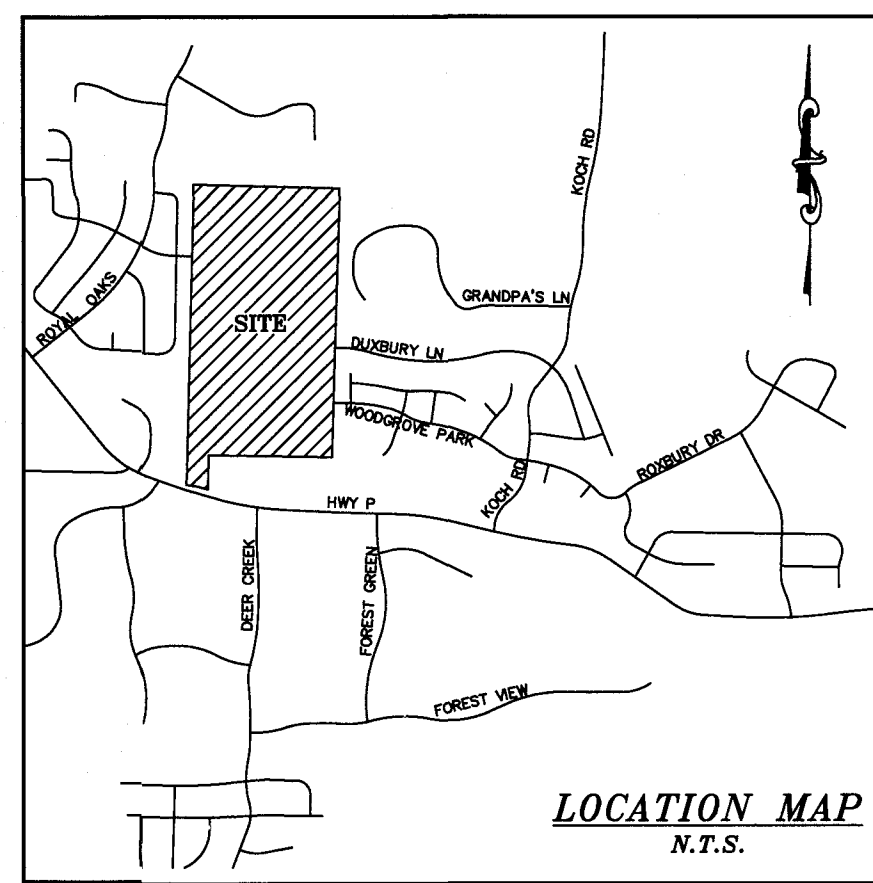 KOCH RD
ROYAL OAKS
GRANDPA'S LN
SITE
DUXBURY LN
WOODGROVE PARK
ROXBURY DR
KOCH RD
HWY P
DEER CREEK
FOREST GREEN
FOREST VIEW
LOCATION MAP
N.T.S.